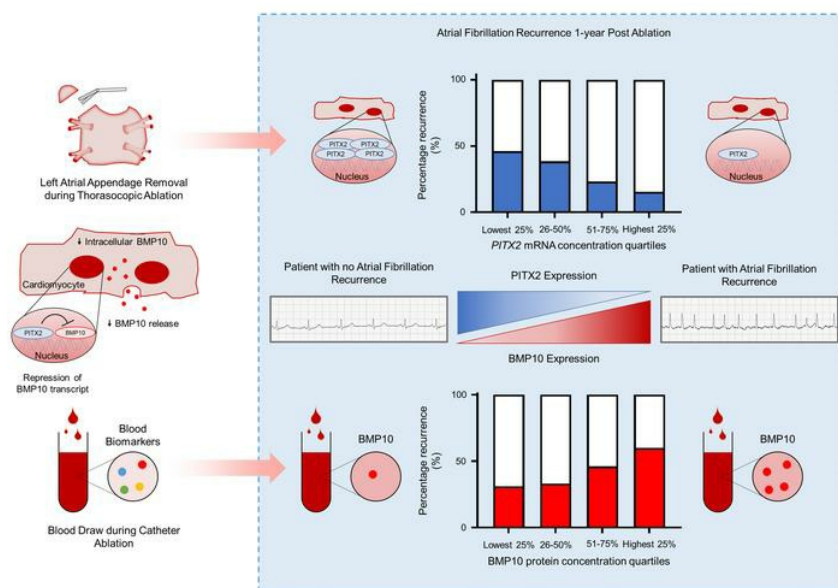 Atrial Fibrillation Recurrence 1-year Post Ablation
Left Atrial Appendage Removal
during Thorasocopic Ablation
PITX2 PITX2
PITX2 PITX2
Nucleus
Percentage recurrence
(%)
100
50
0
Lowest 25% 26-50% 51-75% Highest 25%
PITX2 mRNA concentration quartiles
PITX2
Nucleus
↓ Intracellular BMP10
Cardiomyocyte
↓ BMP10 release
PITX2 BMP10
Nucleus
Repression of
BMP10 transcript
Patient with no Atrial Fibrillation
Recurrence
PITX2 Expression
BMP10 Expression
Patient with Atrial Fibrillation
Recurrence
Blood
Biomarkers
Blood Draw during Catheter
Ablation
BMP10
Percentage recurrence
(%)
100
50
0
Lowest 25% 26-50% 51-75% Highest 25%
BMP10 protein concentration quartiles
BMP10